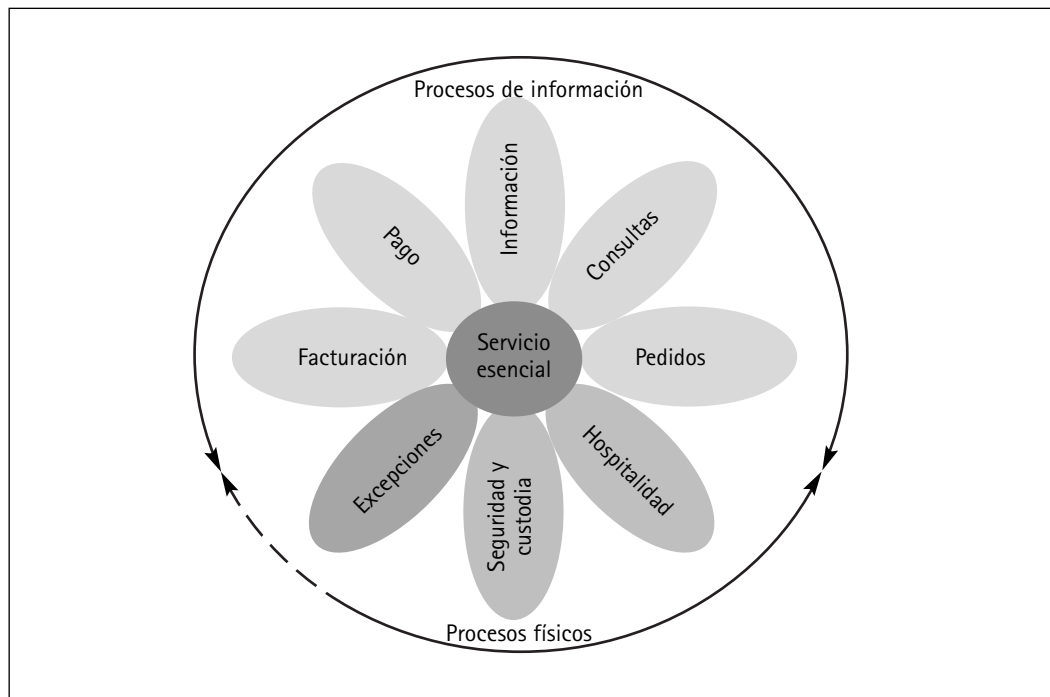 Procesos de información
Información
Consultas
Pago
Facturación
Servicio
esencial
Pedidos
Excepciones
Seguridad y
custodia
Hospitalidad
Procesos físicos